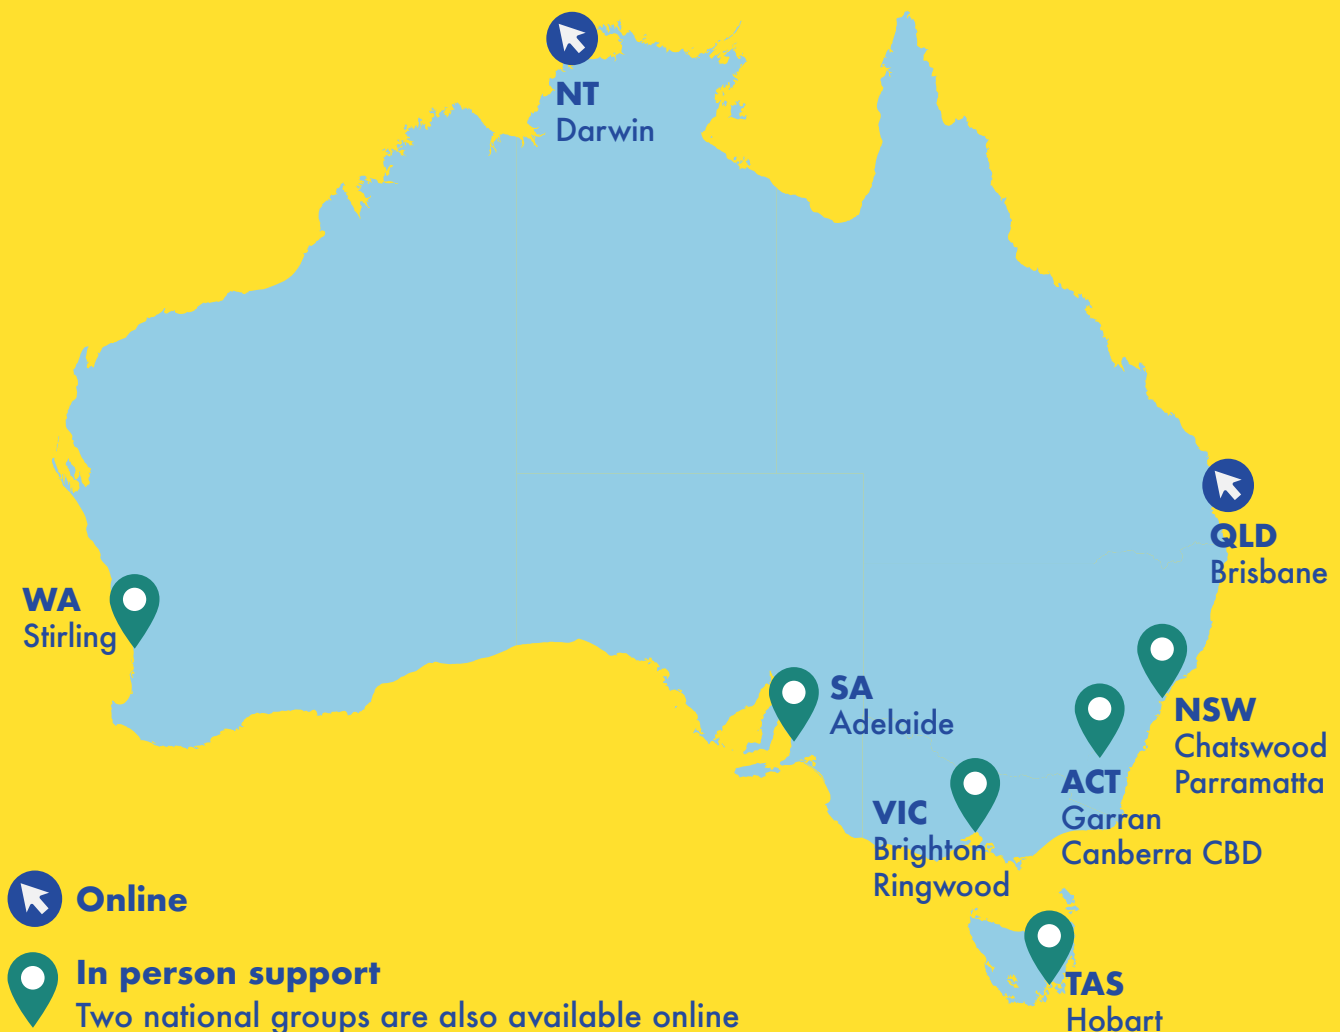 NT
Darwin
QLD
Brisbane
WA
Stirling
SA
Adelaide
NSW
Chatswood
Parramatta
ACT
Garran
Canberra CBD
VIC
Brighton
Ringwood
TAS
Hobart
Online
In person support
Two national groups are also available online